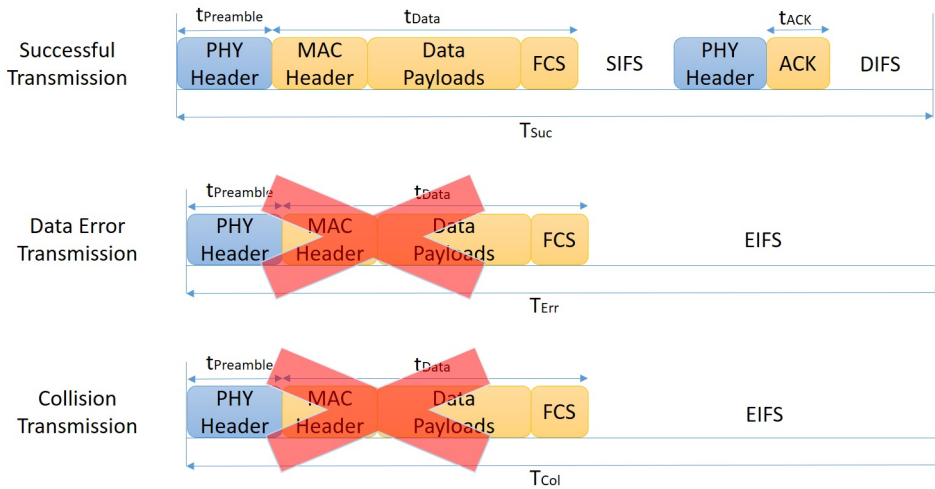 tPreamble tData tACK
Successful Transmission
PHY Header
MAC Header
Data Payloads
FCS
SIFS
PHY Header
ACK
DIFS
TSuc
tPreamble tData
Data Error Transmission
PHY Header
MAC Header
Data Payloads
FCS
EIFS
TErr
tPreamble tData
Collision Transmission
PHY Header
MAC Header
Data Payloads
FCS
EIFS
TCol